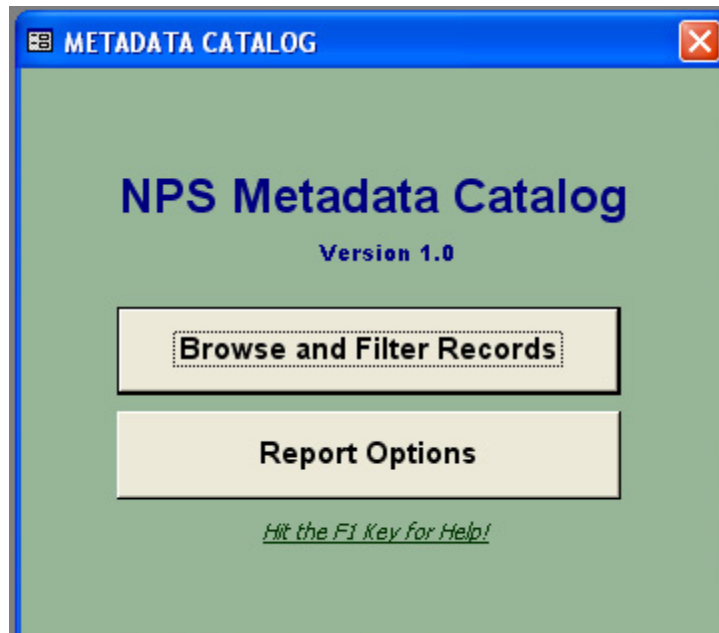 METADATA CATALOG
NPS Metadata Catalog
Version 1.0
Browse and Filter Records
Report Options
Hit the F1 Key for Help!